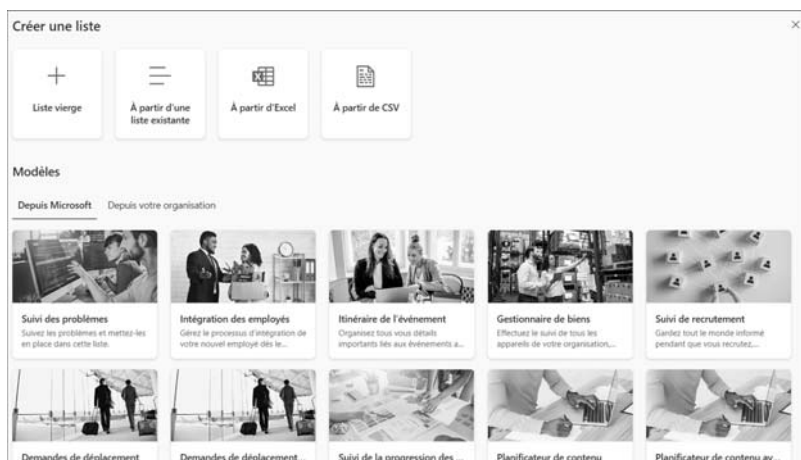 Créer une liste
Liste vierge
À partir d'une
liste existante
À partir d'Excel
À partir de CSV
Modèles
Depuis Microsoft
Depuis votre organisation
Suivi des problèmes
Suivez les problèmes et mettez-les
en place dans cette liste.
Intégration des employés
Gérez le processus d'intégration de
votre nouvel employé dès le...
Itinéraire de l'événement
Organisez tous vous détails
importants liés aux événements a...
Gestionnaire de biens
Effectuez le suivi de tous les
appareils de votre organisation,...
Suivi de recrutement
Gardez tout le monde informé
pendant que vous recrutez,...
Demandes de déplacement
Demandes de déplacement...
Suivi de la progression des ...
Planificateur de contenu
Planificateur de contenu av...